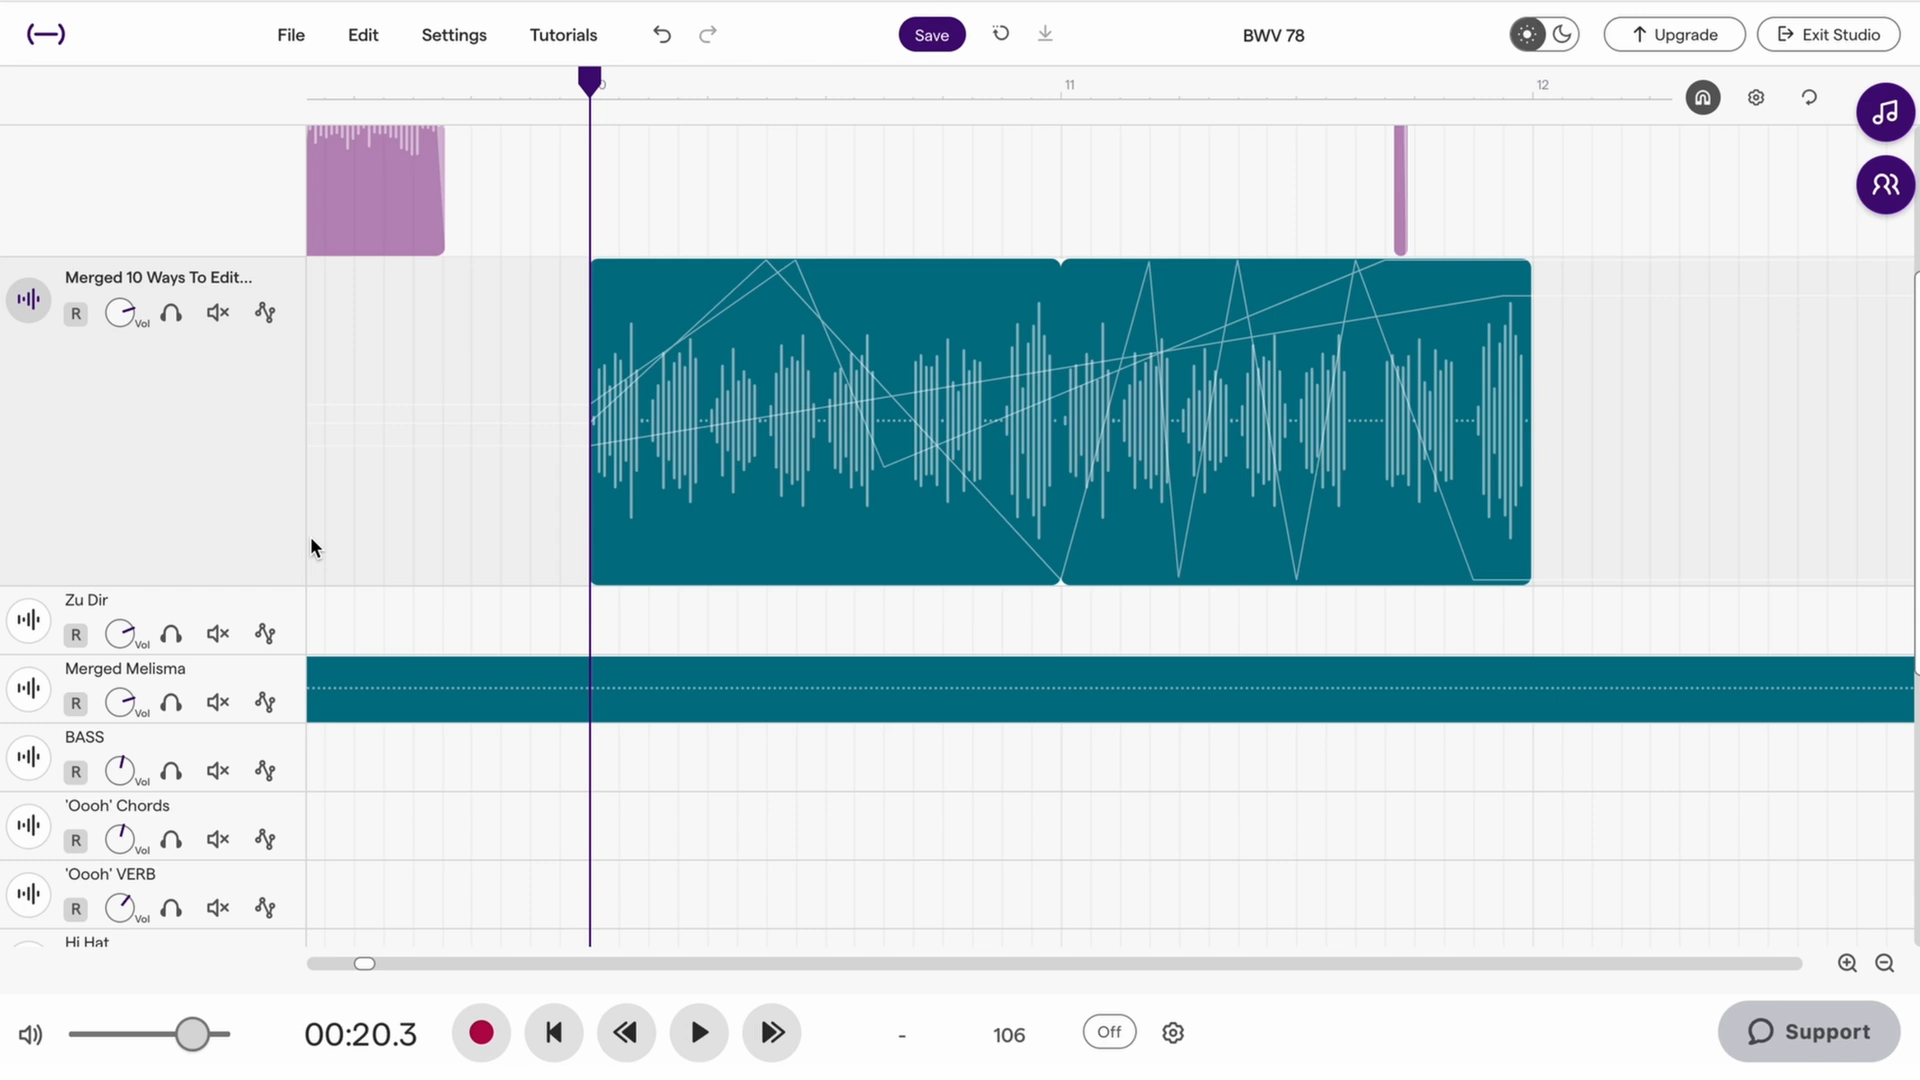 File Edit Settings Tutorials Save BWV 78 Upgrade Exit Studio
11 12
Merged 10 Ways To Edit...
R Vol
Zu Dir
R Vol
Merged Melisma
R Vol
BASS
R Vol
'Oooh' Chords
R Vol
'Oooh' VERB
R Vol
Hi Hat
00:20.3 - 106 Off Support